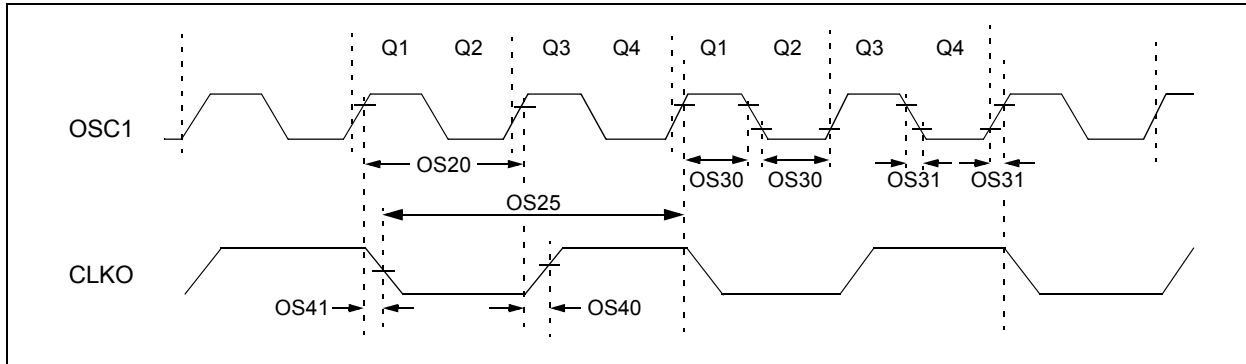 Q1 Q2 Q3 Q4 Q1 Q2 Q3 Q4
OSC1
OS20
OS30 OS30 OS31 OS31
OS25
CLKO
OS41 OS40